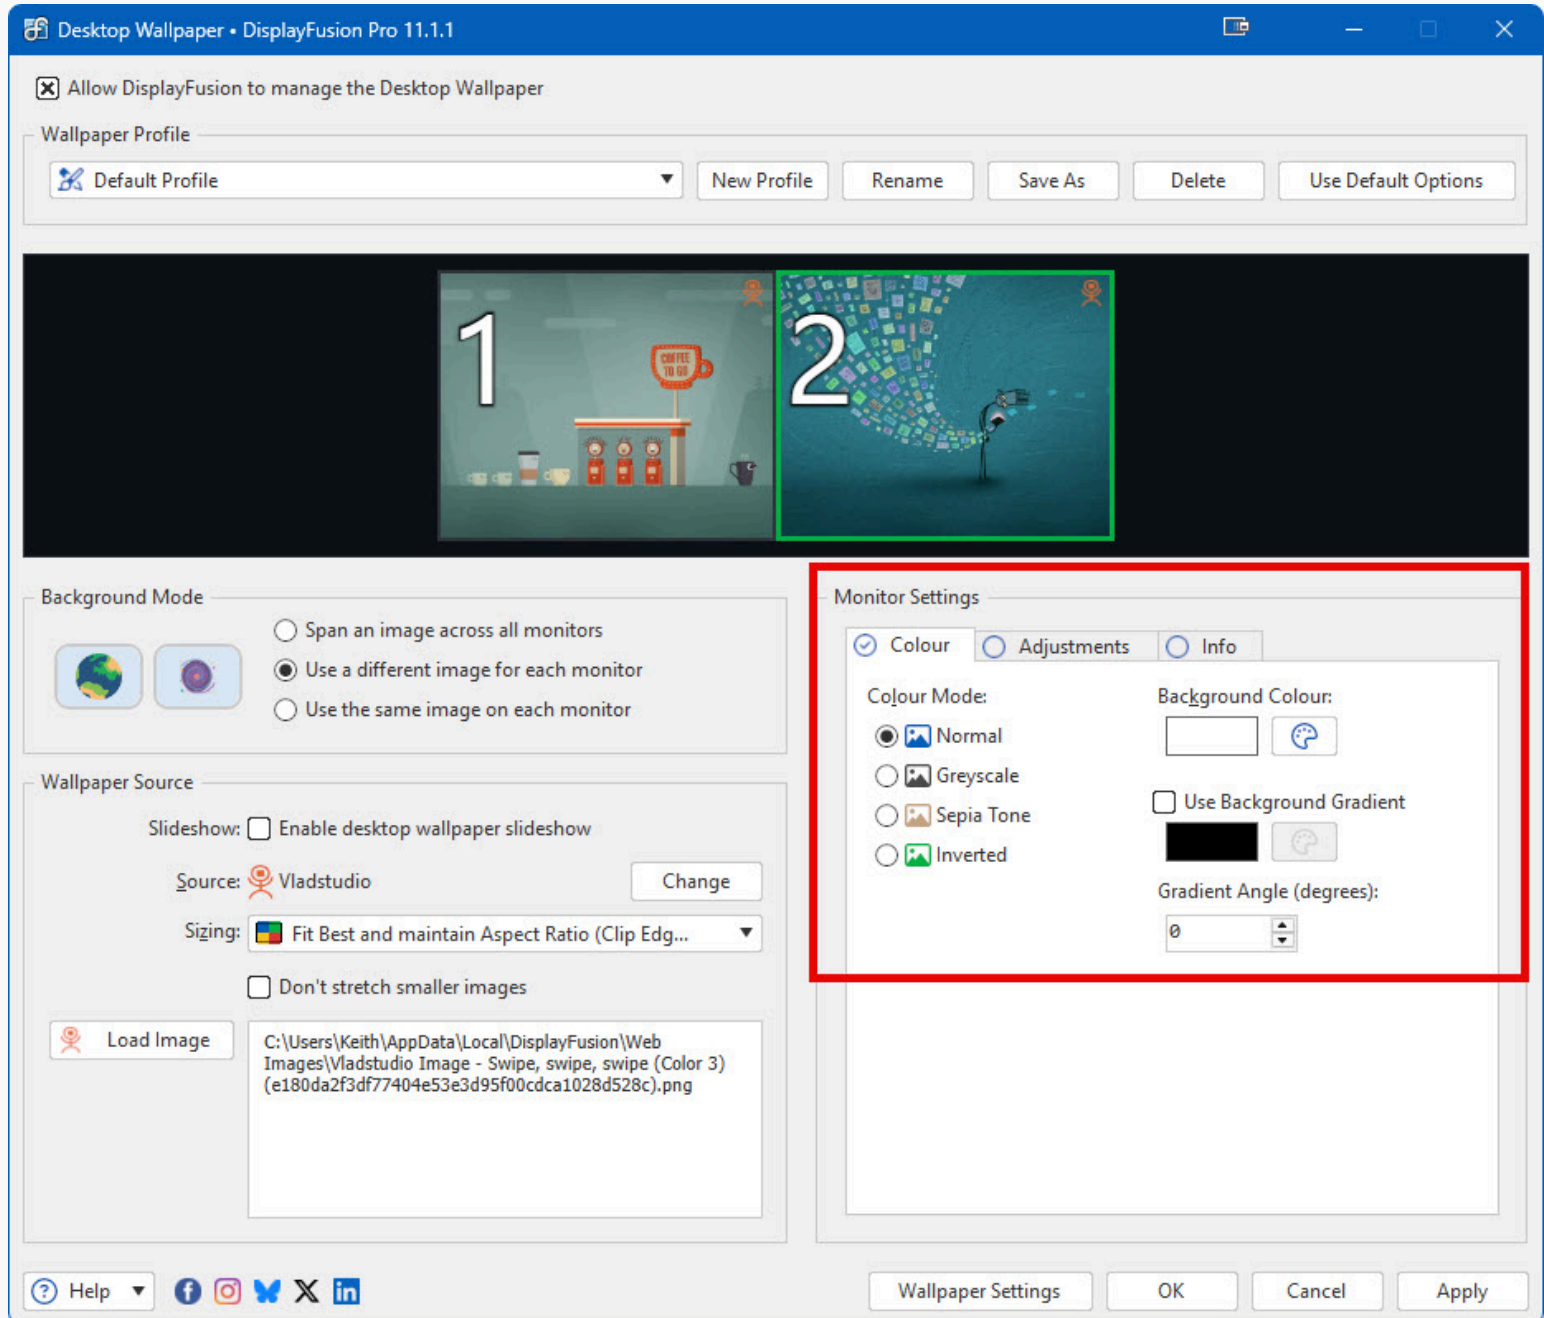 Desktop Wallpaper • DisplayFusion Pro 11.1.1
Allow DisplayFusion to manage the Desktop Wallpaper
Wallpaper Profile
Default Profile
New Profile
Rename
Save As
Delete
Use Default Options
1
COFFEE
TO GO
2
Background Mode
Span an image across all monitors
Use a different image for each monitor
Use the same image on each monitor
Wallpaper Source
Slideshow: Enable desktop wallpaper slideshow
Source: Vladstudio
Change
Sizing: Fit Best and maintain Aspect Ratio (Clip Edg...
Don't stretch smaller images
Load Image
C:\Users\Keith\AppData\Local\DisplayFusion\Web
Images\Vladstudio Image - Swipe, swipe, swipe (Color 3)
(e180da2f3df77404e53e3d95f00cdca1028d528c).png
Monitor Settings
Colour
Adjustments
Info
Colour Mode:
Normal
Greyscale
Sepia Tone
Inverted
Background Colour:
Use Background Gradient
Gradient Angle (degrees):
0
Help
Wallpaper Settings
OK
Cancel
Apply